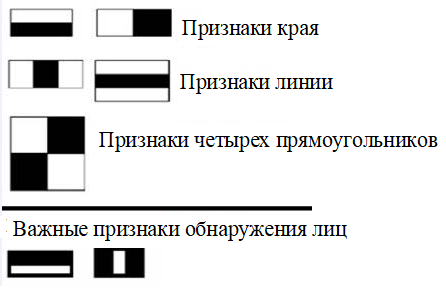 Признаки края
Признаки линии
Признаки четырех прямоугольников
Важные признаки обнаружения лиц